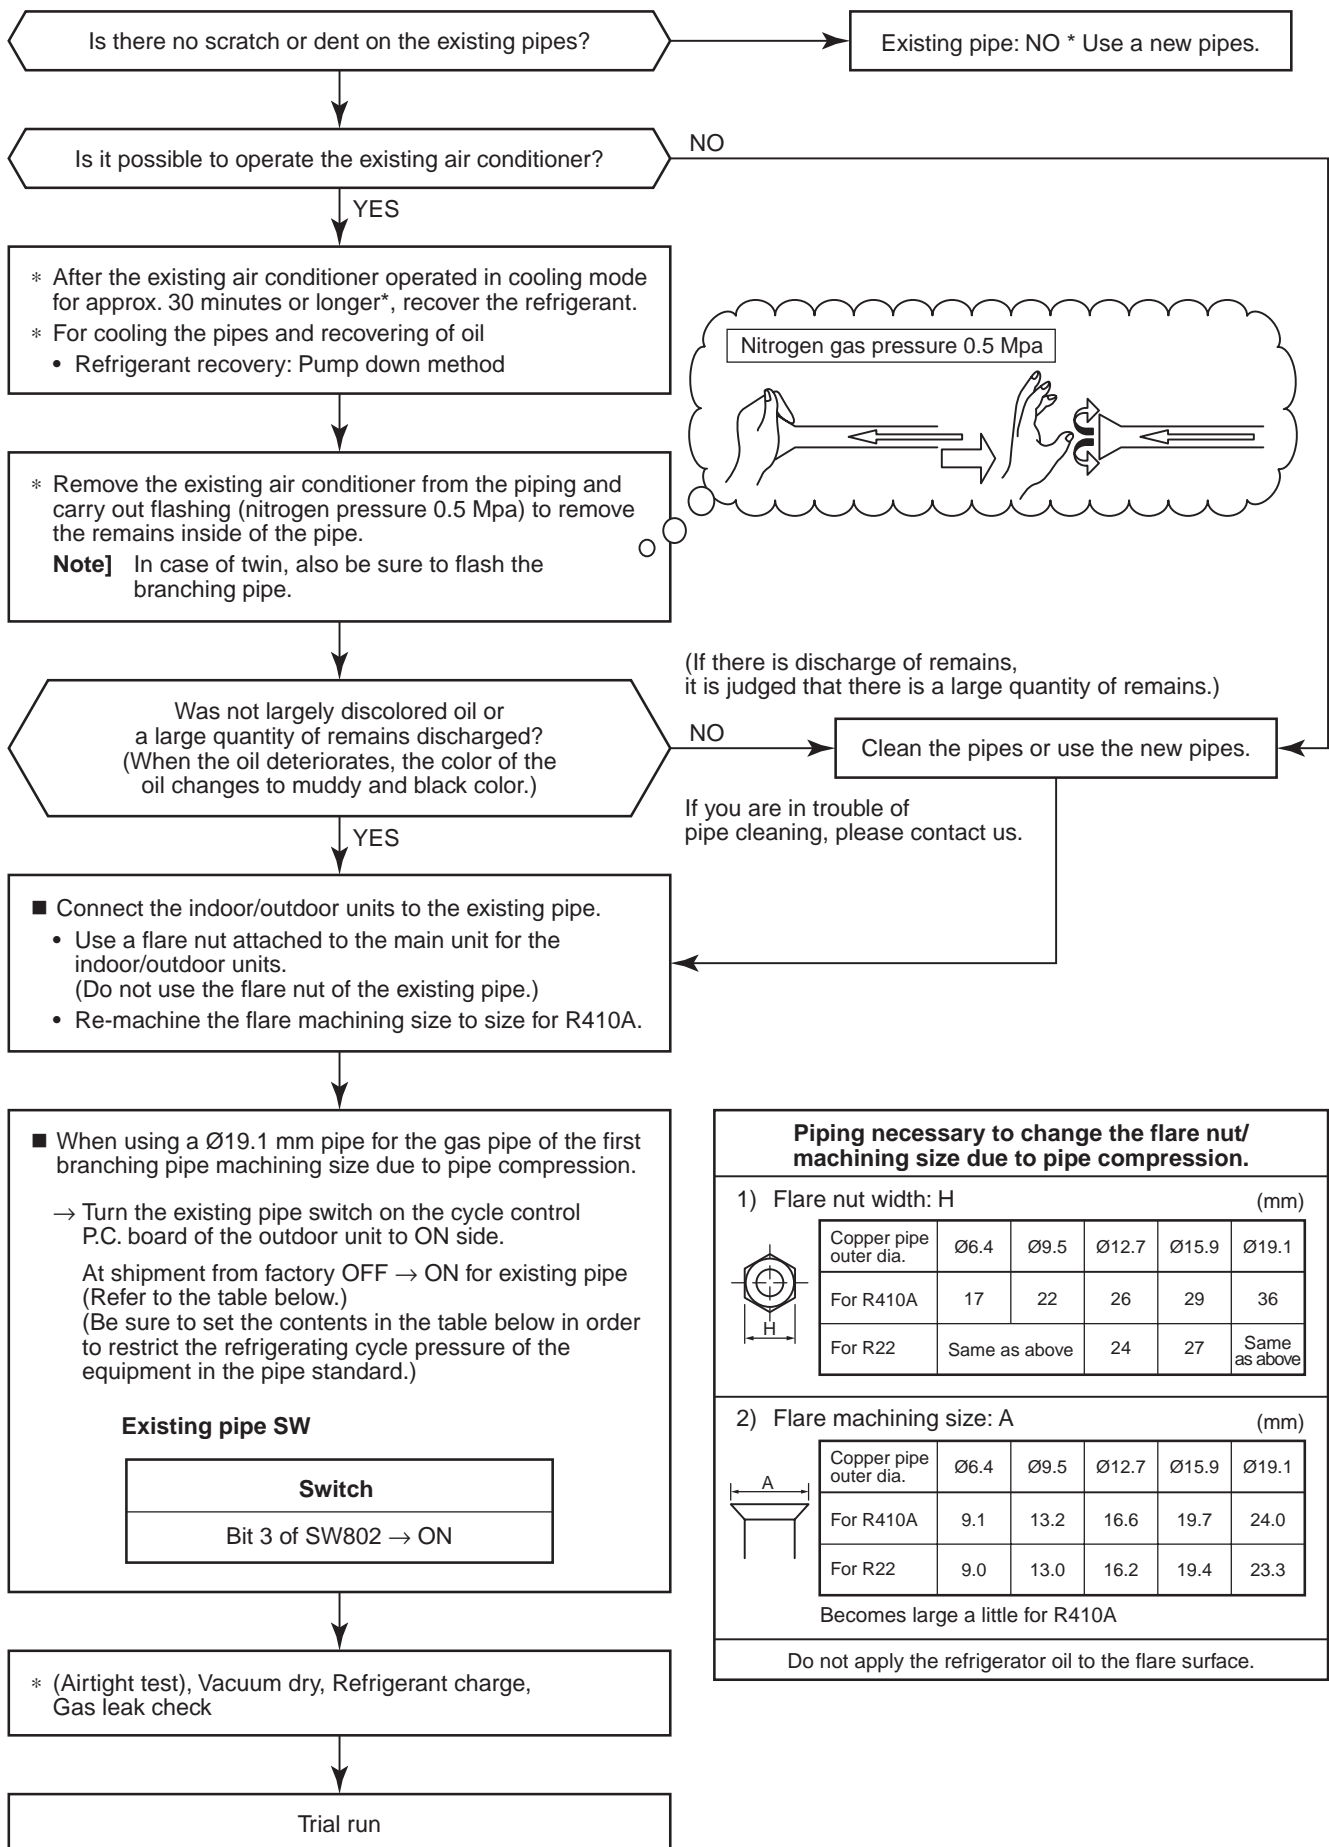 Is there no scratch or dent on the existing pipes?
Existing pipe: NO * Use a new pipes.
Is it possible to operate the existing air conditioner?
NO
YES
* After the existing air conditioner operated in cooling mode
for approx. 30 minutes or longer*, recover the refrigerant.
* For cooling the pipes and recovering of oil
• Refrigerant recovery: Pump down method
Nitrogen gas pressure 0.5 Mpa
* Remove the existing air conditioner from the piping and
carry out flashing (nitrogen pressure 0.5 Mpa) to remove
the remains inside of the pipe.
Note] In case of twin, also be sure to flash the
branching pipe.
(If there is discharge of remains,
it is judged that there is a large quantity of remains.)
Was not largely discolored oil or
a large quantity of remains discharged?
(When the oil deteriorates, the color of the
oil changes to muddy and black color.)
NO
Clean the pipes or use the new pipes.
If you are in trouble of
pipe cleaning, please contact us.
YES
■ Connect the indoor/outdoor units to the existing pipe.
• Use a flare nut attached to the main unit for the
indoor/outdoor units.
(Do not use the flare nut of the existing pipe.)
• Re-machine the flare machining size to size for R410A.
■ When using a Ø19.1 mm pipe for the gas pipe of the first
branching pipe machining size due to pipe compression.
→ Turn the existing pipe switch on the cycle control
P.C. board of the outdoor unit to ON side.
At shipment from factory OFF → ON for existing pipe
(Refer to the table below.)
(Be sure to set the contents in the table below in order
to restrict the refrigerating cycle pressure of the
equipment in the pipe standard.)
Existing pipe SW
Switch
Bit 3 of SW802 → ON
Piping necessary to change the flare nut/
machining size due to pipe compression.
1) Flare nut width: H (mm)
Copper pipe
outer dia. Ø6.4 Ø9.5 Ø12.7 Ø15.9 Ø19.1
For R410A 17 22 26 29 36
H
For R22 Same as above 24 27 Same
as above
2) Flare machining size: A (mm)
Copper pipe
outer dia. Ø6.4 Ø9.5 Ø12.7 Ø15.9 Ø19.1
A
For R410A 9.1 13.2 16.6 19.7 24.0
For R22 9.0 13.0 16.2 19.4 23.3
Becomes large a little for R410A
Do not apply the refrigerator oil to the flare surface.
* (Airtight test), Vacuum dry, Refrigerant charge,
Gas leak check
Trial run